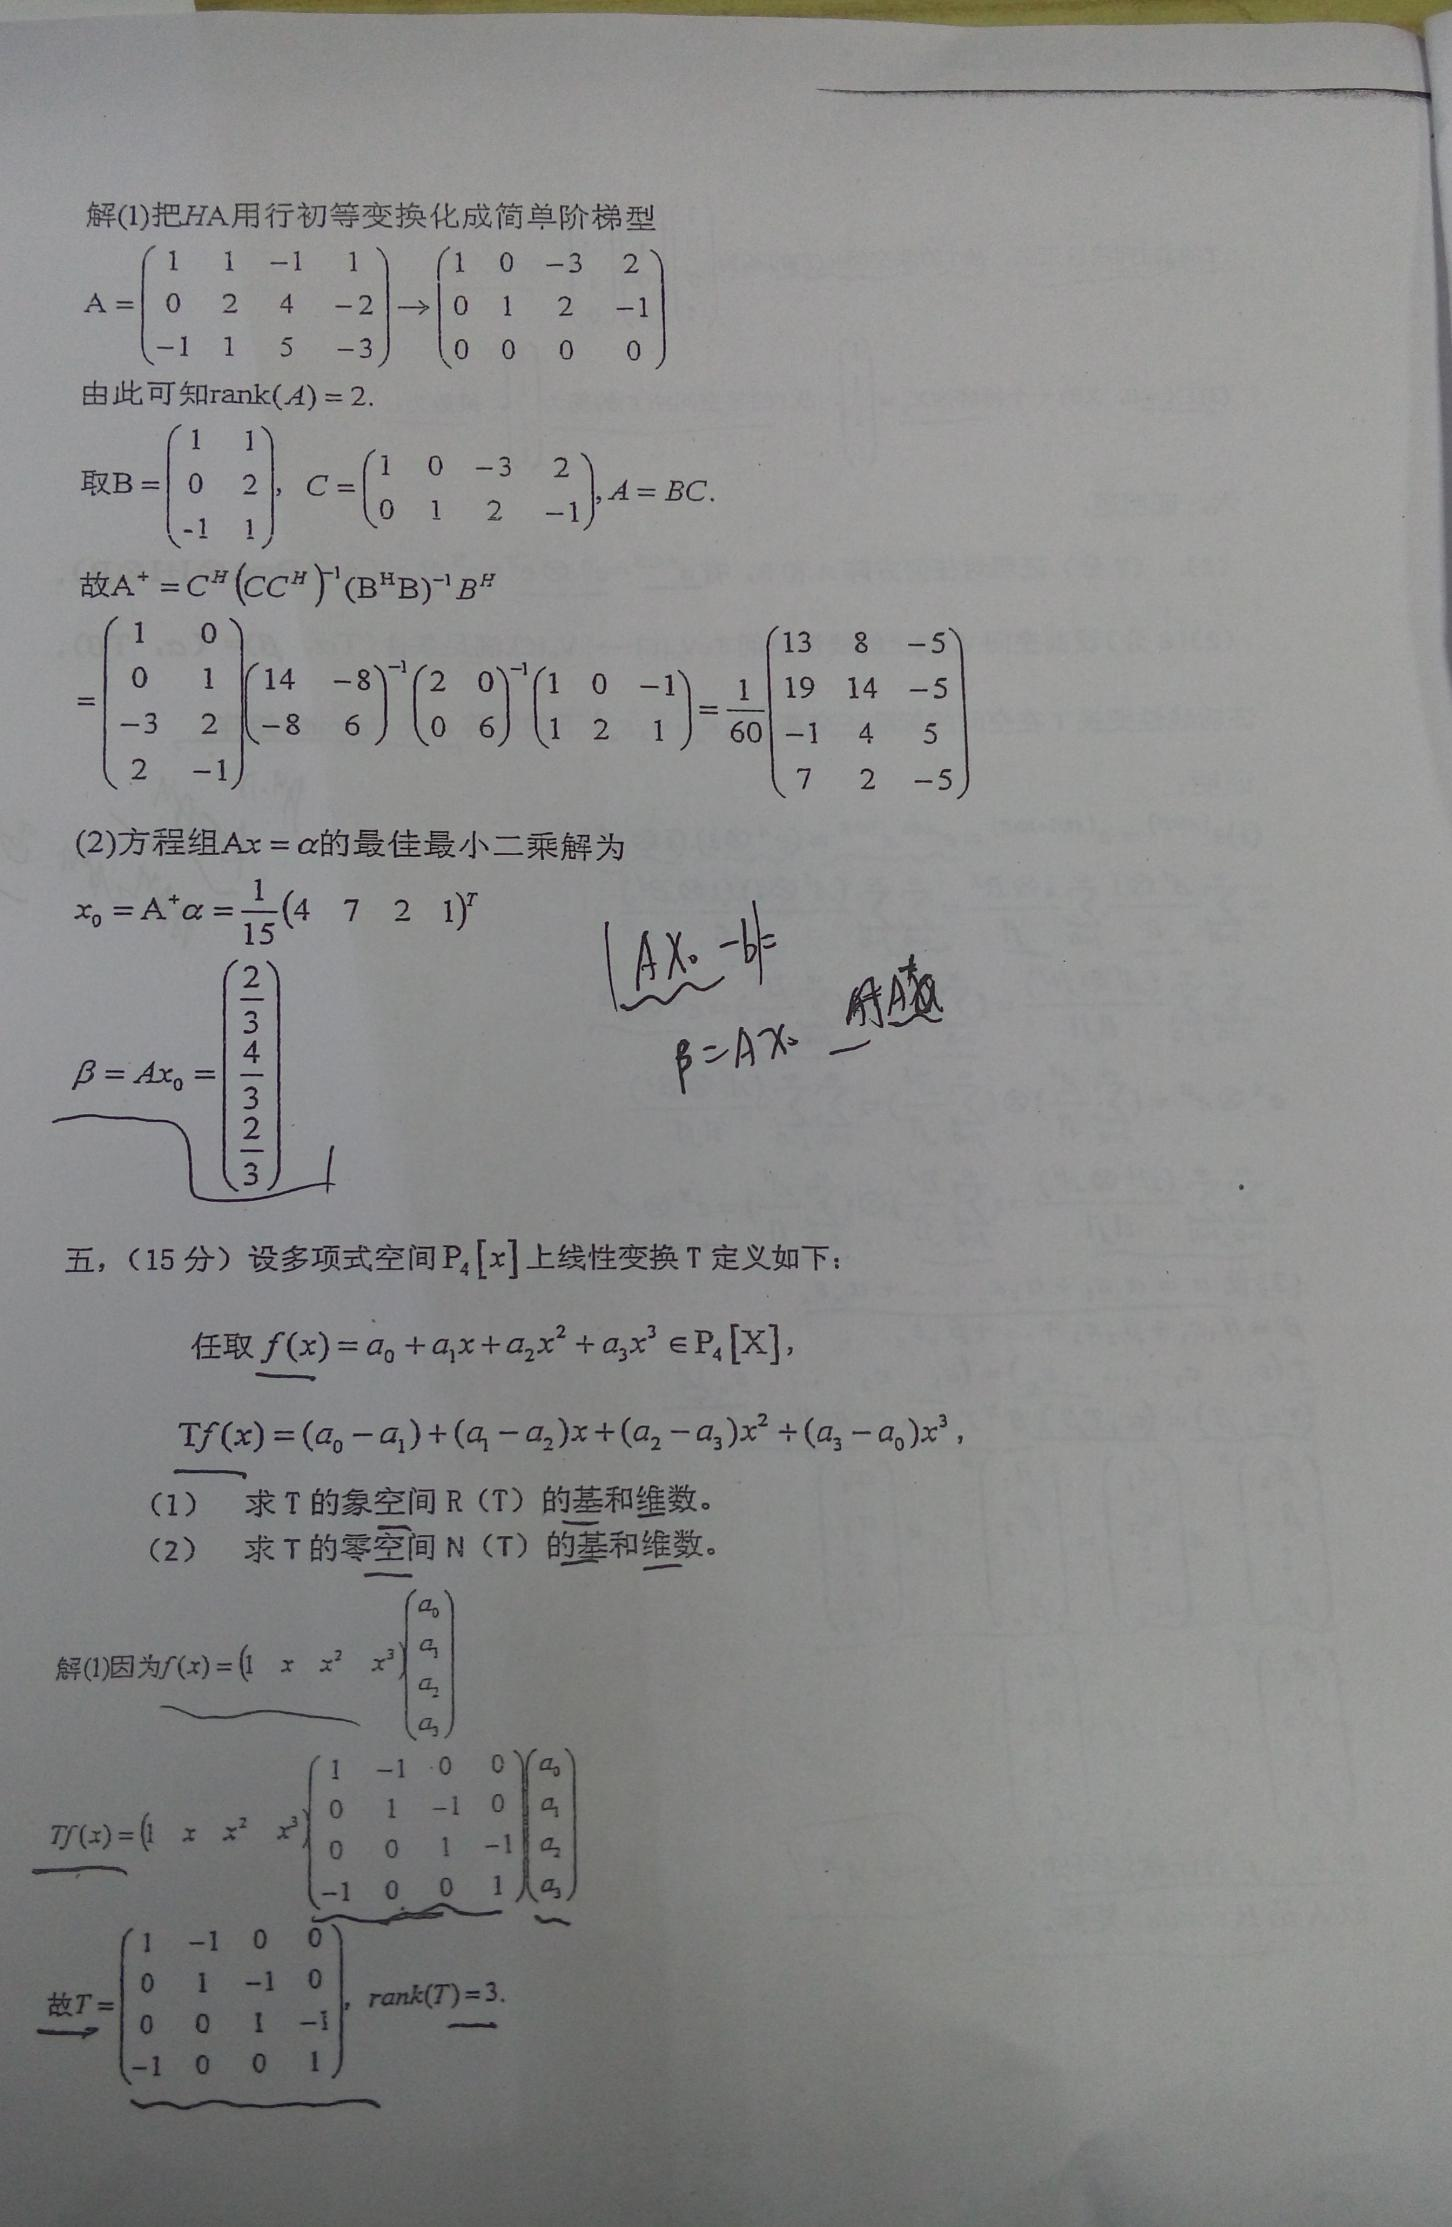 解(1)把HA用行初等变换化成简单阶梯型
A = (1 1 −1 1; 0 2 4 −2; −1 1 5 −3) → (1 0 −3 2; 0 1 2 −1; 0 0 0 0)
由此可知rank(A) = 2.
取B = (1 1; 0 2; -1 1), C = (1 0 −3 2; 0 1 2 −1), A = BC.
故A⁺ = Cᴴ(CCᴴ)⁻¹(BᴴB)⁻¹Bᴴ
= (1 0; 0 1; −3 2; 2 −1)(14 −8; −8 6)⁻¹(2 0; 0 6)⁻¹(1 0 −1; 1 2 1) = 1/60 (13 8 −5; 19 14 −5; −1 4 5; 7 2 −5)
(2)方程组Ax = α的最佳最小二乘解为
x₀ = A⁺α = 1/15 (4 7 2 1)ᵀ
|AX₀ − b| =
β = AX₀
β = Ax₀ = (2/3; 4/3; 2/3)
五,（15 分）设多项式空间P₄[x]上线性变换 T 定义如下:
任取 f(x) = a₀ + a₁x + a₂x² + a₃x³ ∈ P₄[X],
Tf(x) = (a₀ − a₁) + (a₁ − a₂)x + (a₂ − a₃)x² + (a₃ − a₀)x³,
（1） 求 T 的象空间 R（T）的基和维数。
（2） 求 T 的零空间 N（T）的基和维数。
解(1)因为f(x) = (1 x x² x³)(a₀; a₁; a₂; a₃)
Tf(x) = (1 x x² x³)(1 −1 0 0; 0 1 −1 0; 0 0 1 −1; −1 0 0 1)(a₀; a₁; a₂; a₃)
故T = (1 −1 0 0; 0 1 −1 0; 0 0 1 −1; −1 0 0 1), rank(T) = 3.